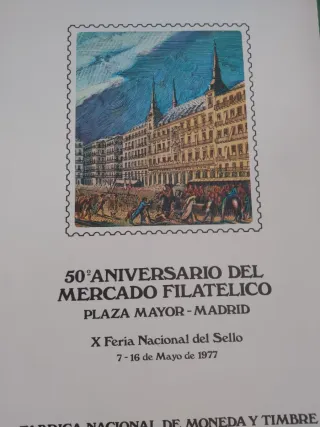 50º ANIVERSARIO DEL
MERCADO FILATELICO
PLAZA MAYOR - MADRID
X Feria Nacional del Sello
7-16 de Mayo de 1977
FABRICA NACIONAL DE MONEDA Y TIMBRE